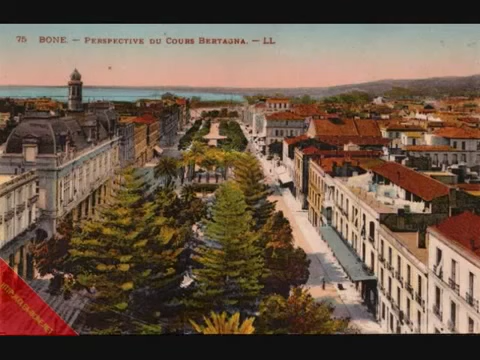 75 BONE. — PERSPECTIVE DU COURS BERTAGNA. — LL